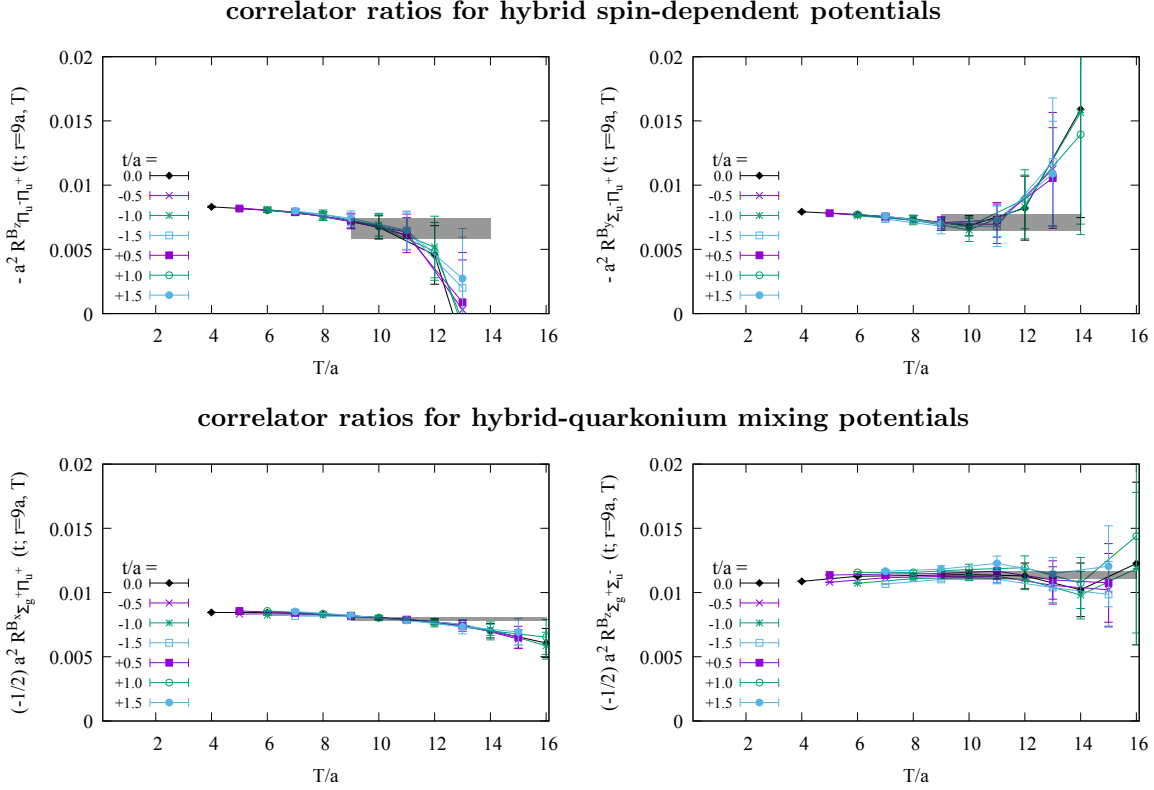 correlator ratios for hybrid spin-dependent potentials
- a² R^{B_z}_{Π_u^- Π_u^+} (t; r=9a, T)
0.02
0.015
0.01
0.005
0
t/a =
0.0
-0.5
-1.0
-1.5
+0.5
+1.0
+1.5
2 4 6 8 10 12 14 16
T/a
- a² R^{B_y}_{Σ_u^- Π_u^+} (t; r=9a, T)
0.02
0.015
0.01
0.005
0
t/a =
0.0
-0.5
-1.0
-1.5
+0.5
+1.0
+1.5
2 4 6 8 10 12 14 16
T/a
correlator ratios for hybrid-quarkonium mixing potentials
(-1/2) a² R^{B_x}_{Σ_g^+ Π_u^+} (t; r=9a, T)
0.02
0.015
0.01
0.005
0
t/a =
0.0
-0.5
-1.0
-1.5
+0.5
+1.0
+1.5
2 4 6 8 10 12 14 16
T/a
(-1/2) a² R^{B_z}_{Σ_g^+ Σ_u^-} (t; r=9a, T)
0.02
0.015
0.01
0.005
0
t/a =
0.0
-0.5
-1.0
-1.5
+0.5
+1.0
+1.5
2 4 6 8 10 12 14 16
T/a